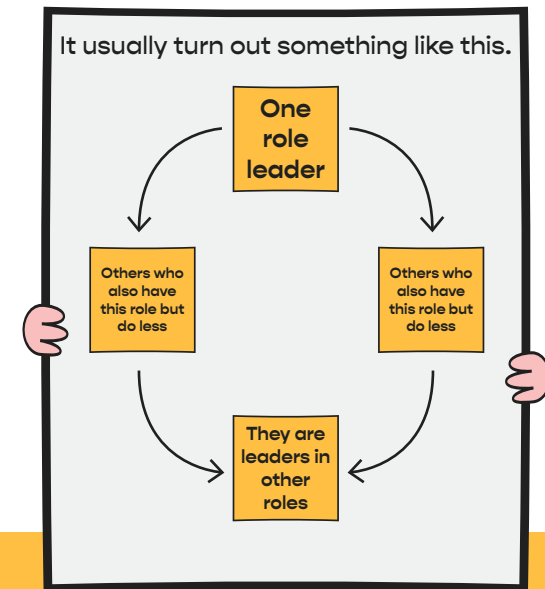 It usually turn out something like this.
One
role
leader
Others who
also have
this role but
do less
Others who
also have
this role but
do less
They are
leaders in
other
roles